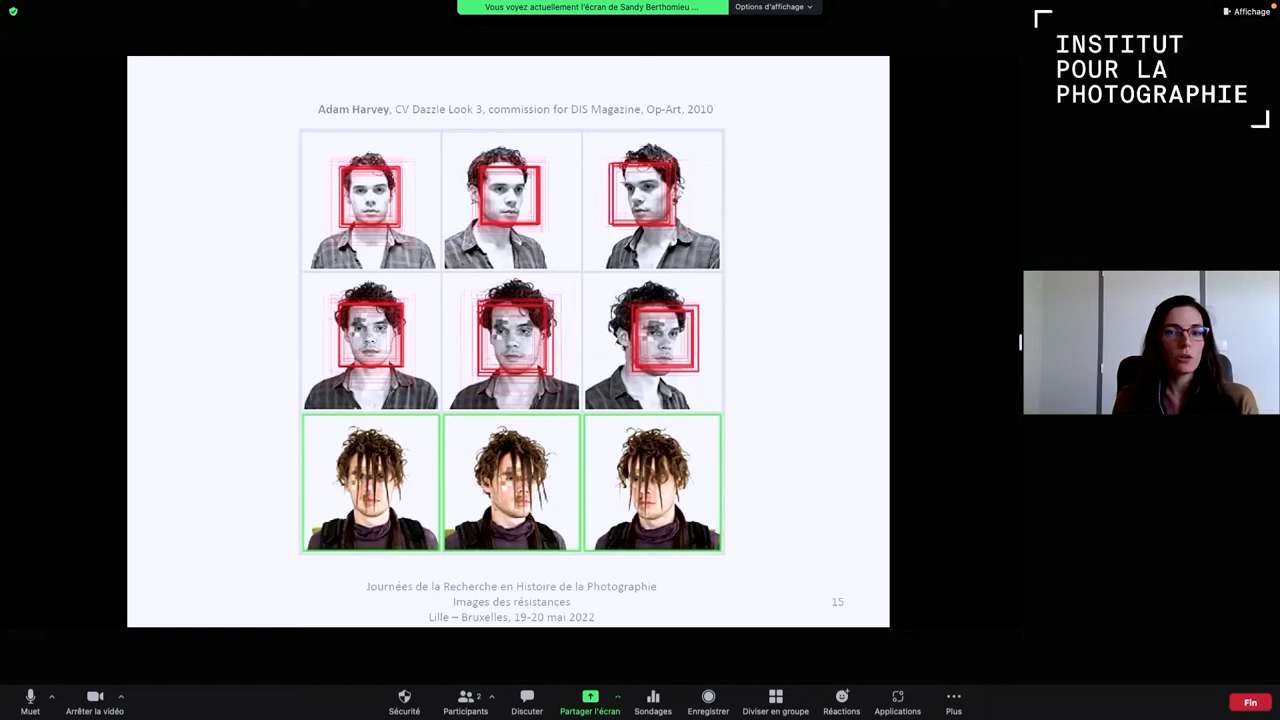 Vous voyez actuellement l'écran de Sandy Berthomieu ...
Options d'affichage
Affichage
INSTITUT
POUR LA
PHOTOGRAPHIE
Adam Harvey, CV Dazzle Look 3, commission for DIS Magazine, Op-Art, 2010
Journées de la Recherche en Histoire de la Photographie
Images des résistances
Lille – Bruxelles, 19-20 mai 2022
15
Muet
Arrêter la vidéo
Sécurité
Participants
2
Discuter
Partager l'écran
Sondages
Enregistrer
Diviser en groupe
Réactions
Applications
Plus
Fin